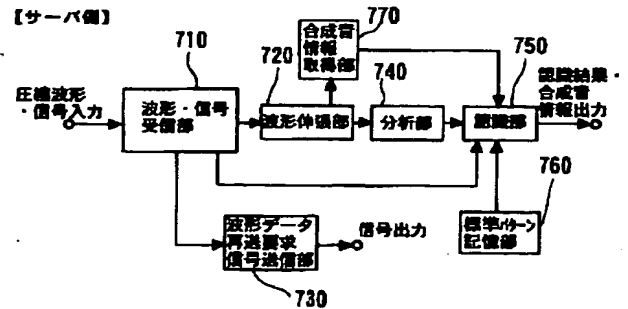 【サーバ側】
710
圧縮波形
・信号入力
波形・信号
受信部
720
波形伸張部
770
合成音
情報
取得部
740
分析部
750
認識部
認識結果・
合成音
情報出力
760
標準パターン
記憶部
波形データ
再送要求
信号送信部
730
信号出力